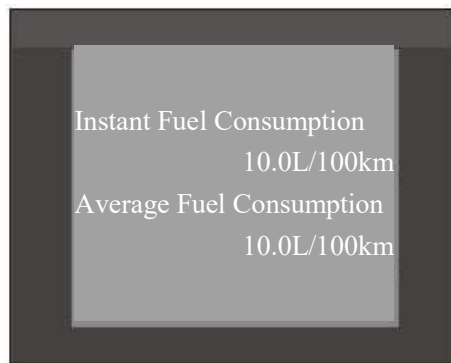 Instant Fuel Consumption
10.0L/100km
Average Fuel Consumption
10.0L/100km